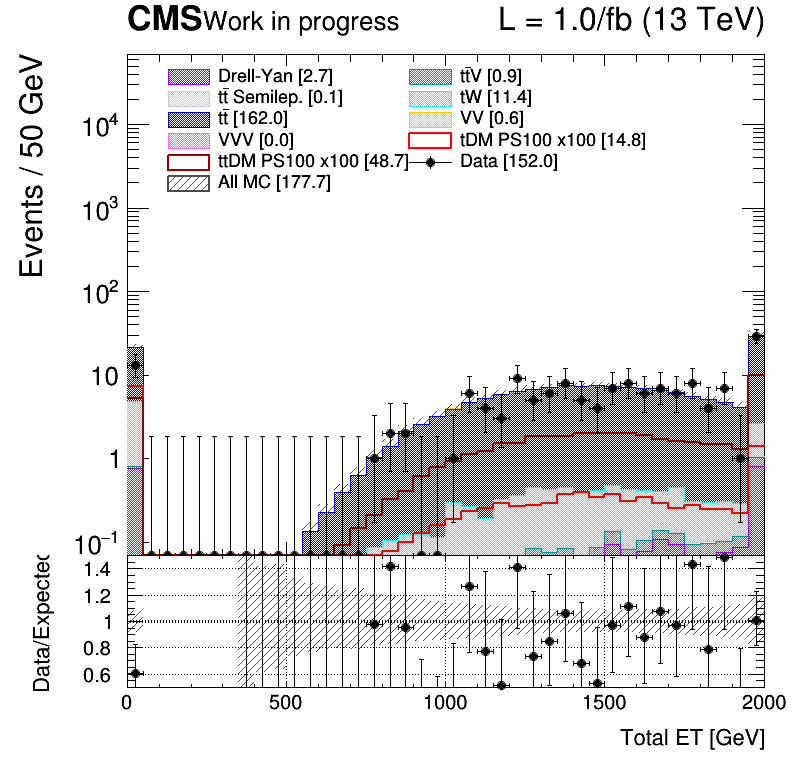 CMS Work in progress L = 1.0/fb (13 TeV)
Events / 50 GeV
Drell-Yan [2.7] tt̄V [0.9]
tt̄ Semilep. [0.1] tW [11.4]
tt̄ [162.0] VV [0.6]
VVV [0.0] tDM PS100 x100 [14.8]
ttDM PS100 x100 [48.7] Data [152.0]
All MC [177.7]
10⁴
10³
10²
10
1
10⁻¹
Data/Expected
1.4
1.2
1
0.8
0.6
0 500 1000 1500 2000
Total ET [GeV]